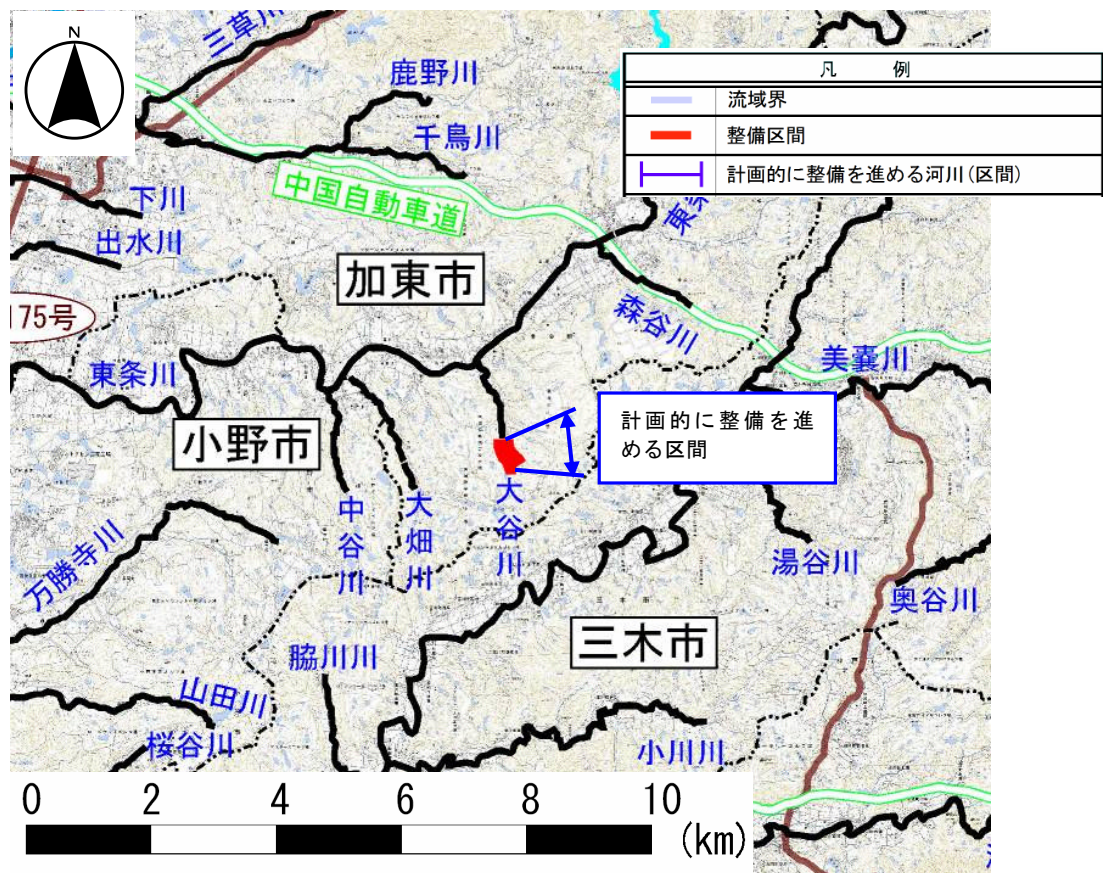 N
三草川
鹿野川
千鳥川
中国自動車道
凡 例
流域界
整備区間
計画的に整備を進める河川(区間)
下川
出水川
加東市
175号
森谷川
美嚢川
東条川
小野市
計画的に整備を進
める区間
大谷川
中谷川
大畑川
万勝寺川
湯谷川
奥谷川
三木市
脇川川
山田川
桜谷川
小川川
0 2 4 6 8 10
(km)